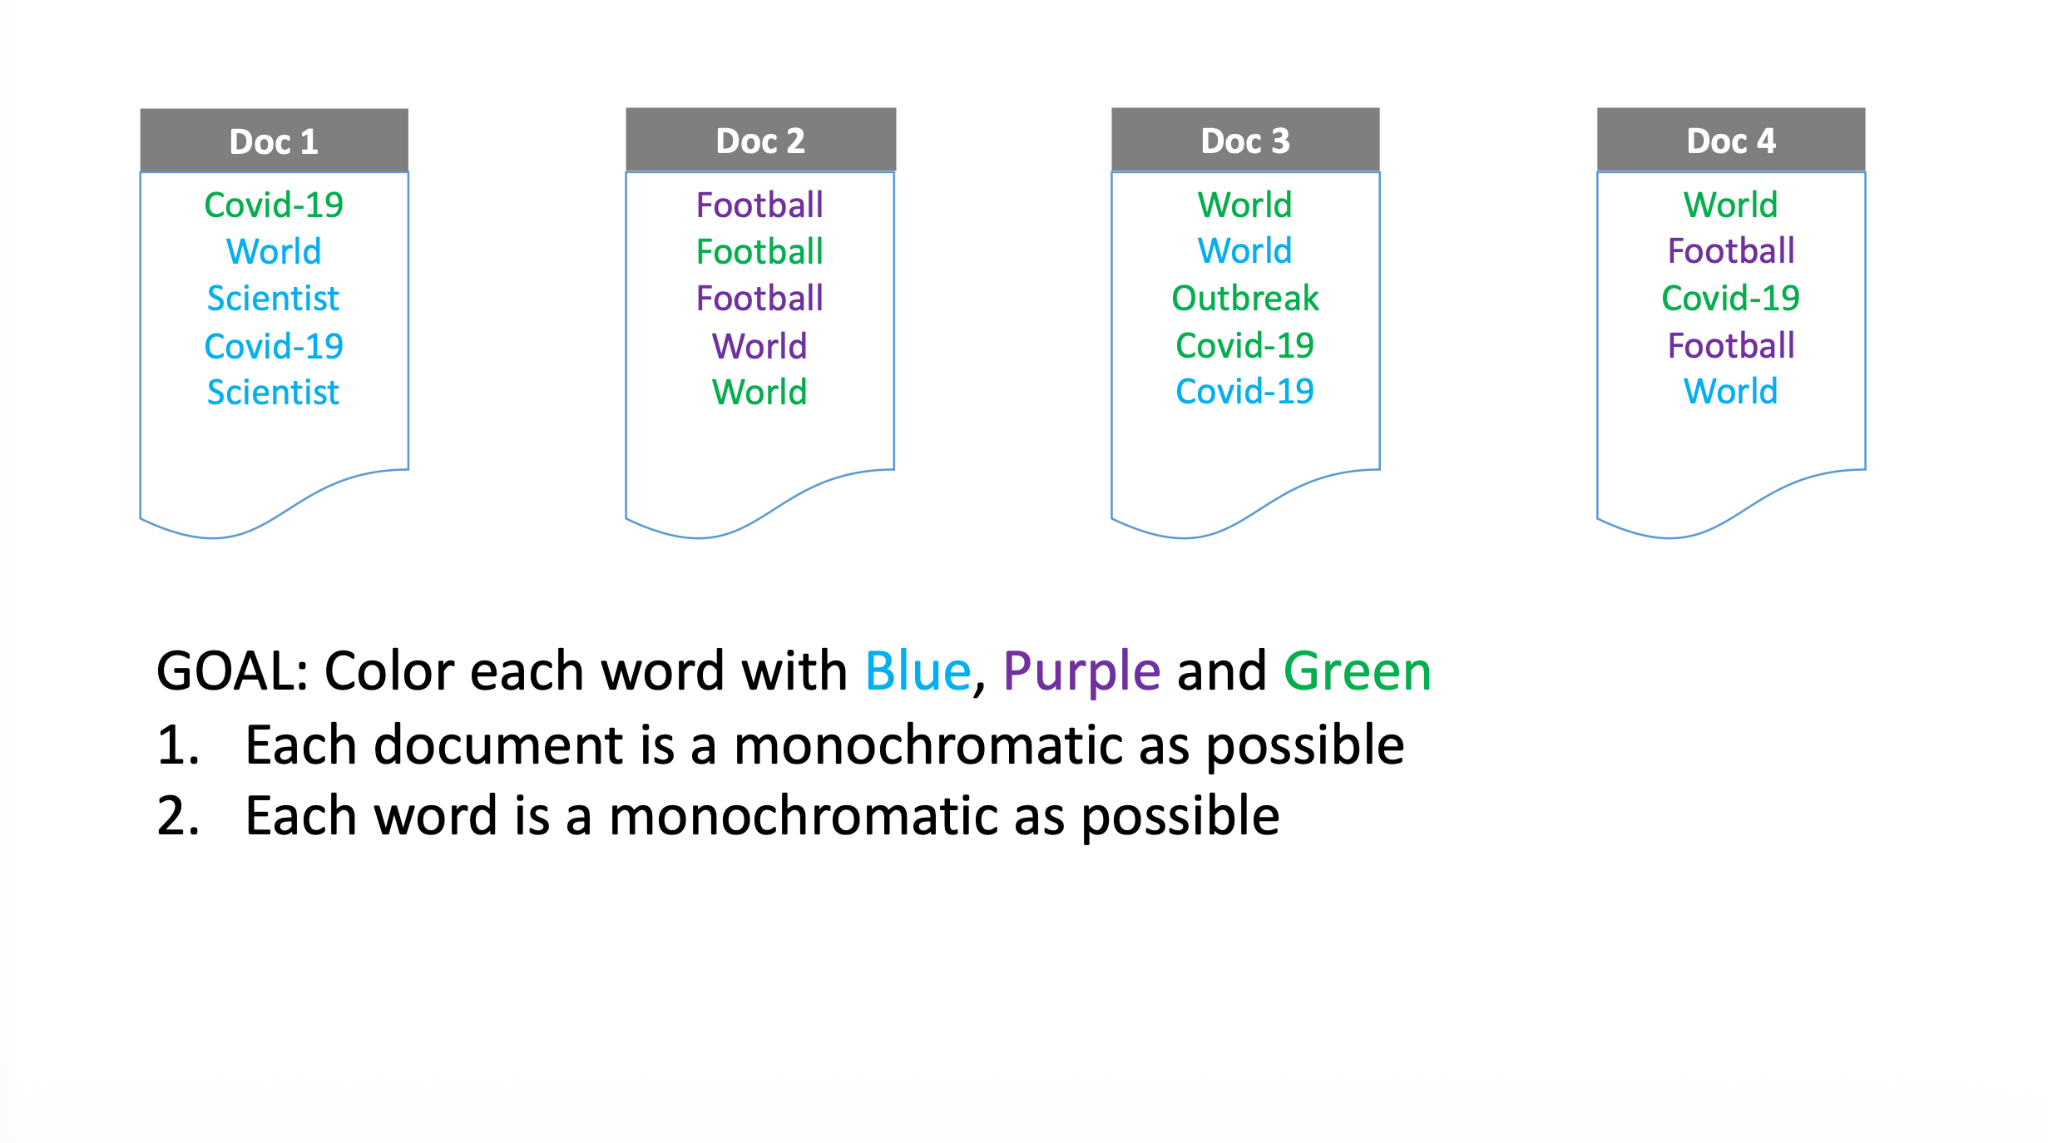 Doc 1
Covid-19
World
Scientist
Covid-19
Scientist
Doc 2
Football
Football
Football
World
World
Doc 3
World
World
Outbreak
Covid-19
Covid-19
Doc 4
World
Football
Covid-19
Football
World
GOAL: Color each word with Blue, Purple and Green
1. Each document is a monochromatic as possible
2. Each word is a monochromatic as possible